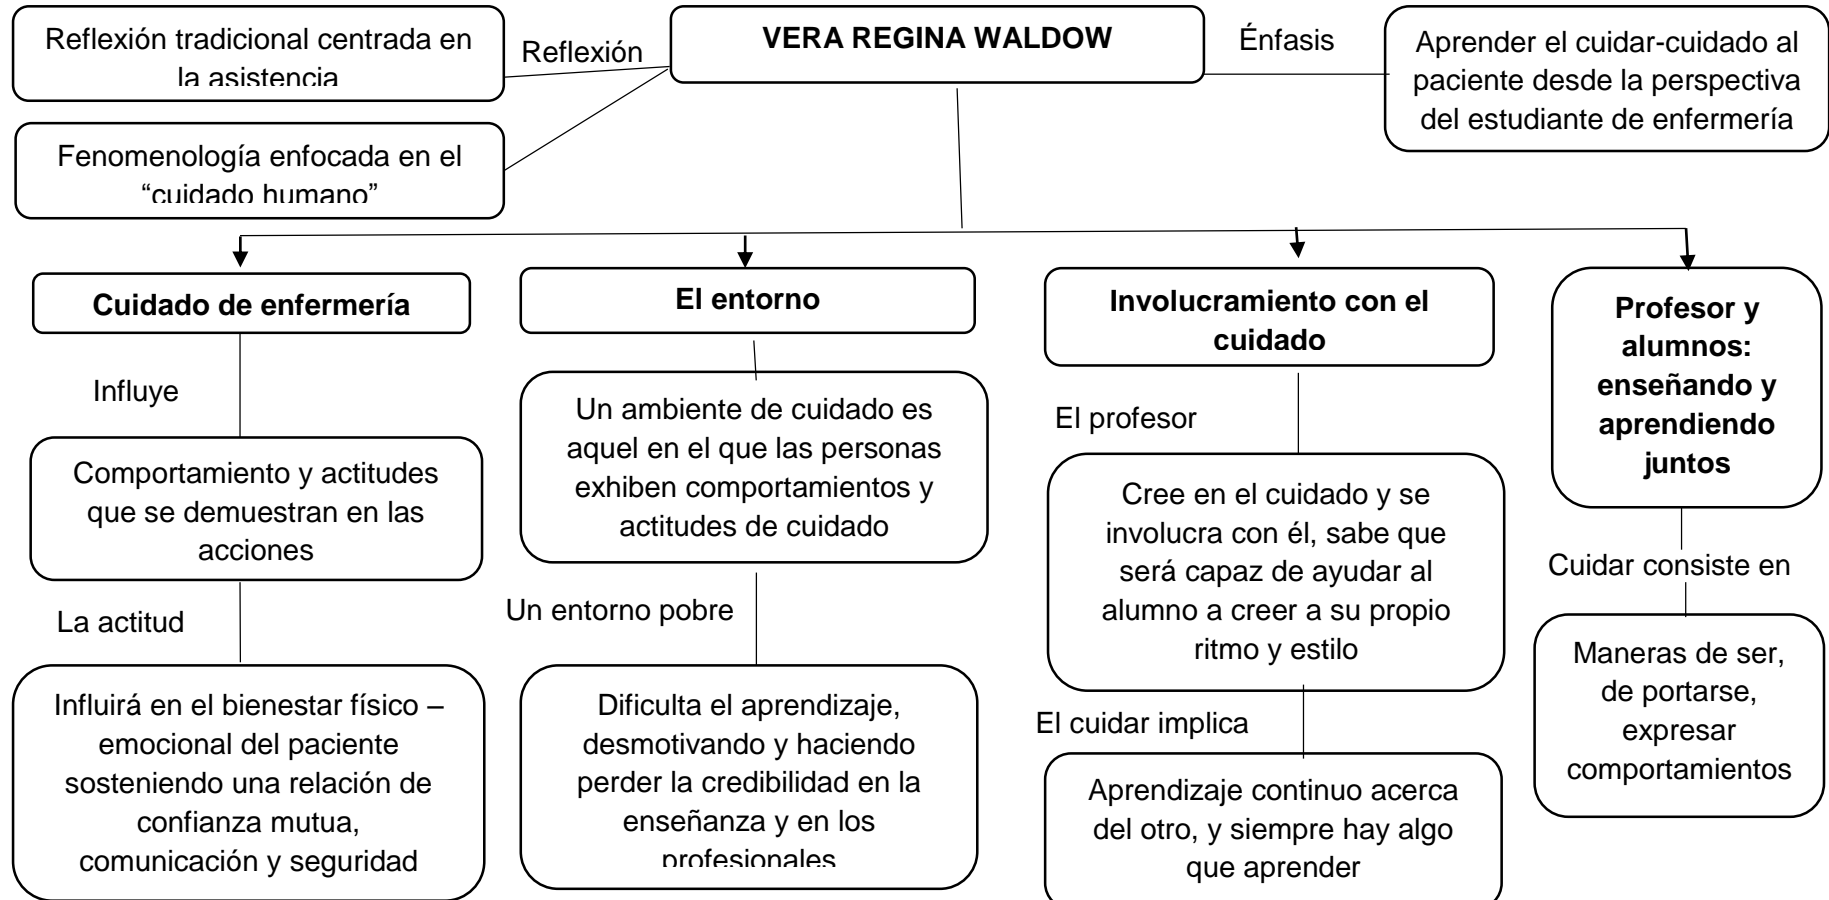 Reflexión tradicional centrada en
la asistencia
Reflexión
VERA REGINA WALDOW
Énfasis
Aprender el cuidar-cuidado al
paciente desde la perspectiva
del estudiante de enfermería
Fenomenología enfocada en el
“cuidado humano”
Cuidado de enfermería
Influye
Comportamiento y actitudes
que se demuestran en las
acciones
La actitud
Influirá en el bienestar físico –
emocional del paciente
sosteniendo una relación de
confianza mutua,
comunicación y seguridad
El entorno
Un ambiente de cuidado es
aquel en el que las personas
exhiben comportamientos y
actitudes de cuidado
Un entorno pobre
Dificulta el aprendizaje,
desmotivando y haciendo
perder la credibilidad en la
enseñanza y en los
profesionales
Involucramiento con el
cuidado
El profesor
Cree en el cuidado y se
involucra con él, sabe que
será capaz de ayudar al
alumno a creer a su propio
ritmo y estilo
El cuidar implica
Aprendizaje continuo acerca
del otro, y siempre hay algo
que aprender
Profesor y
alumnos:
enseñando y
aprendiendo
juntos
Cuidar consiste en
Maneras de ser,
de portarse,
expresar
comportamientos